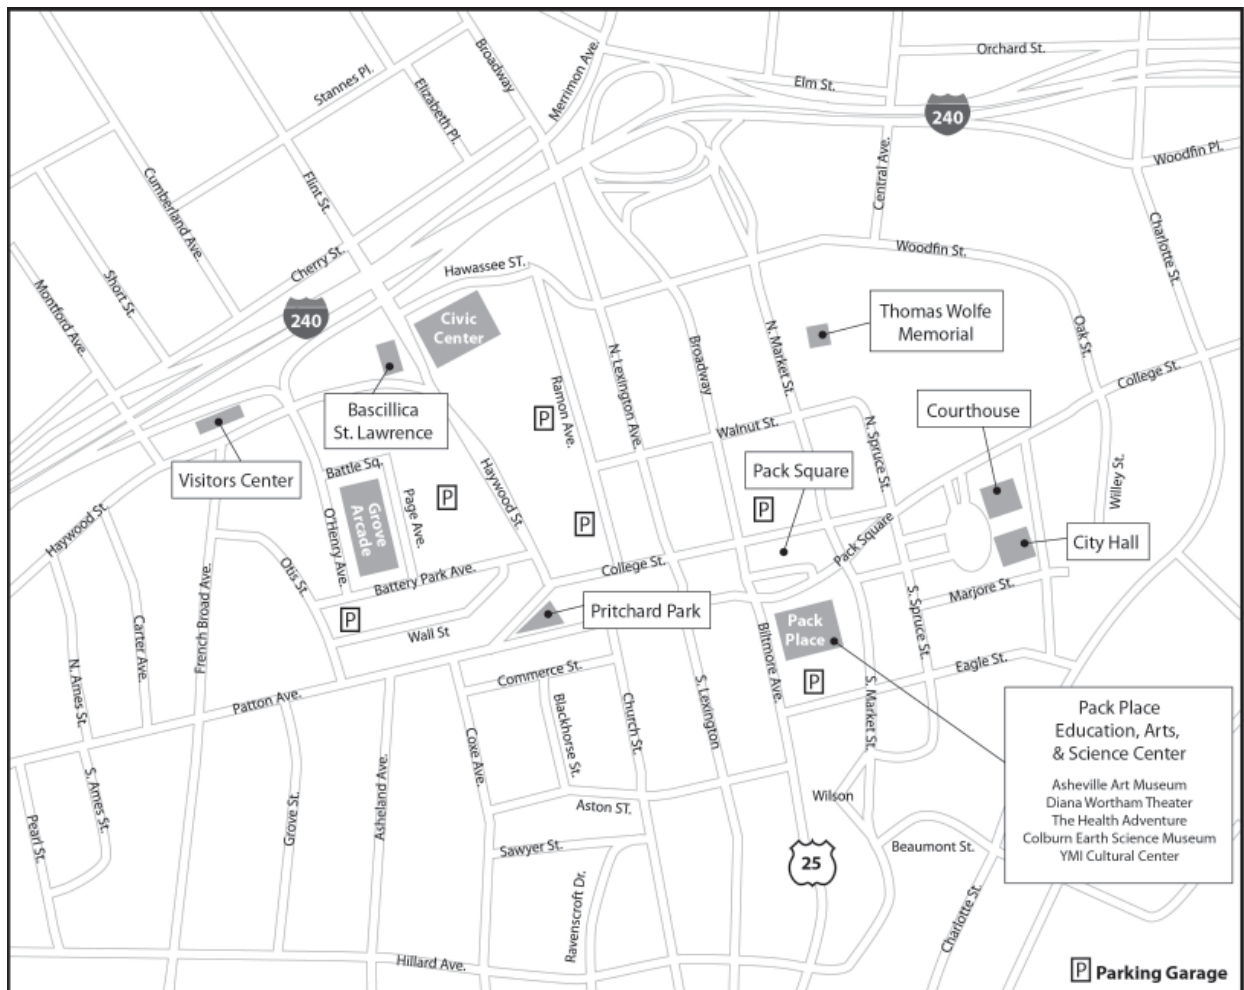 Orchard St.
Broadway
Merrimon Ave.
Stannes Pl.
Elizabeth Pl.
Elm St.
240
Woodfin Pl.
Central Ave.
Cumberland Ave.
Flint St.
Charlotte St.
Cherry St.
Woodfin St.
Hawassee ST.
Short St.
Montford Ave.
240
Civic
Center
Thomas Wolfe
Memorial
Oak St.
N. Market St.
Broadway
N. Lexington Ave.
Ramon Ave.
College St.
Bascillica
St. Lawrence
Courthouse
P
Walnut St.
N. Spruce St.
Visitors Center
Battle Sq.
Haywood St.
Pack Square
Willey St.
P
Page Ave.
Grove
Arcade
O'Henry Ave.
P
P
Haywood St.
Pack Square
City Hall
College St.
Otis St.
Battery Park Ave.
Marjore St.
French Broad Ave.
Pritchard Park
S. Spruce St.
P
Carter Ave.
Wall St
Pack
Place
Biltmore Ave.
Eagle St.
N. Ames St.
Commerce St.
P
S. Market St.
Patton Ave.
S. Lexington
Church St.
Blackhorse St.
Coxe Ave.
Pack Place
Education, Arts,
& Science Center
Asheville Art Museum
Diana Wortham Theater
The Health Adventure
Colburn Earth Science Museum
YMI Cultural Center
S. Ames St.
Asheland Ave.
Grove St.
Aston ST.
Wilson
Pearl St.
Sawyer St.
Beaumont St.
25
Ravenscroft Dr.
Charlotte St.
Hillard Ave.
P Parking Garage